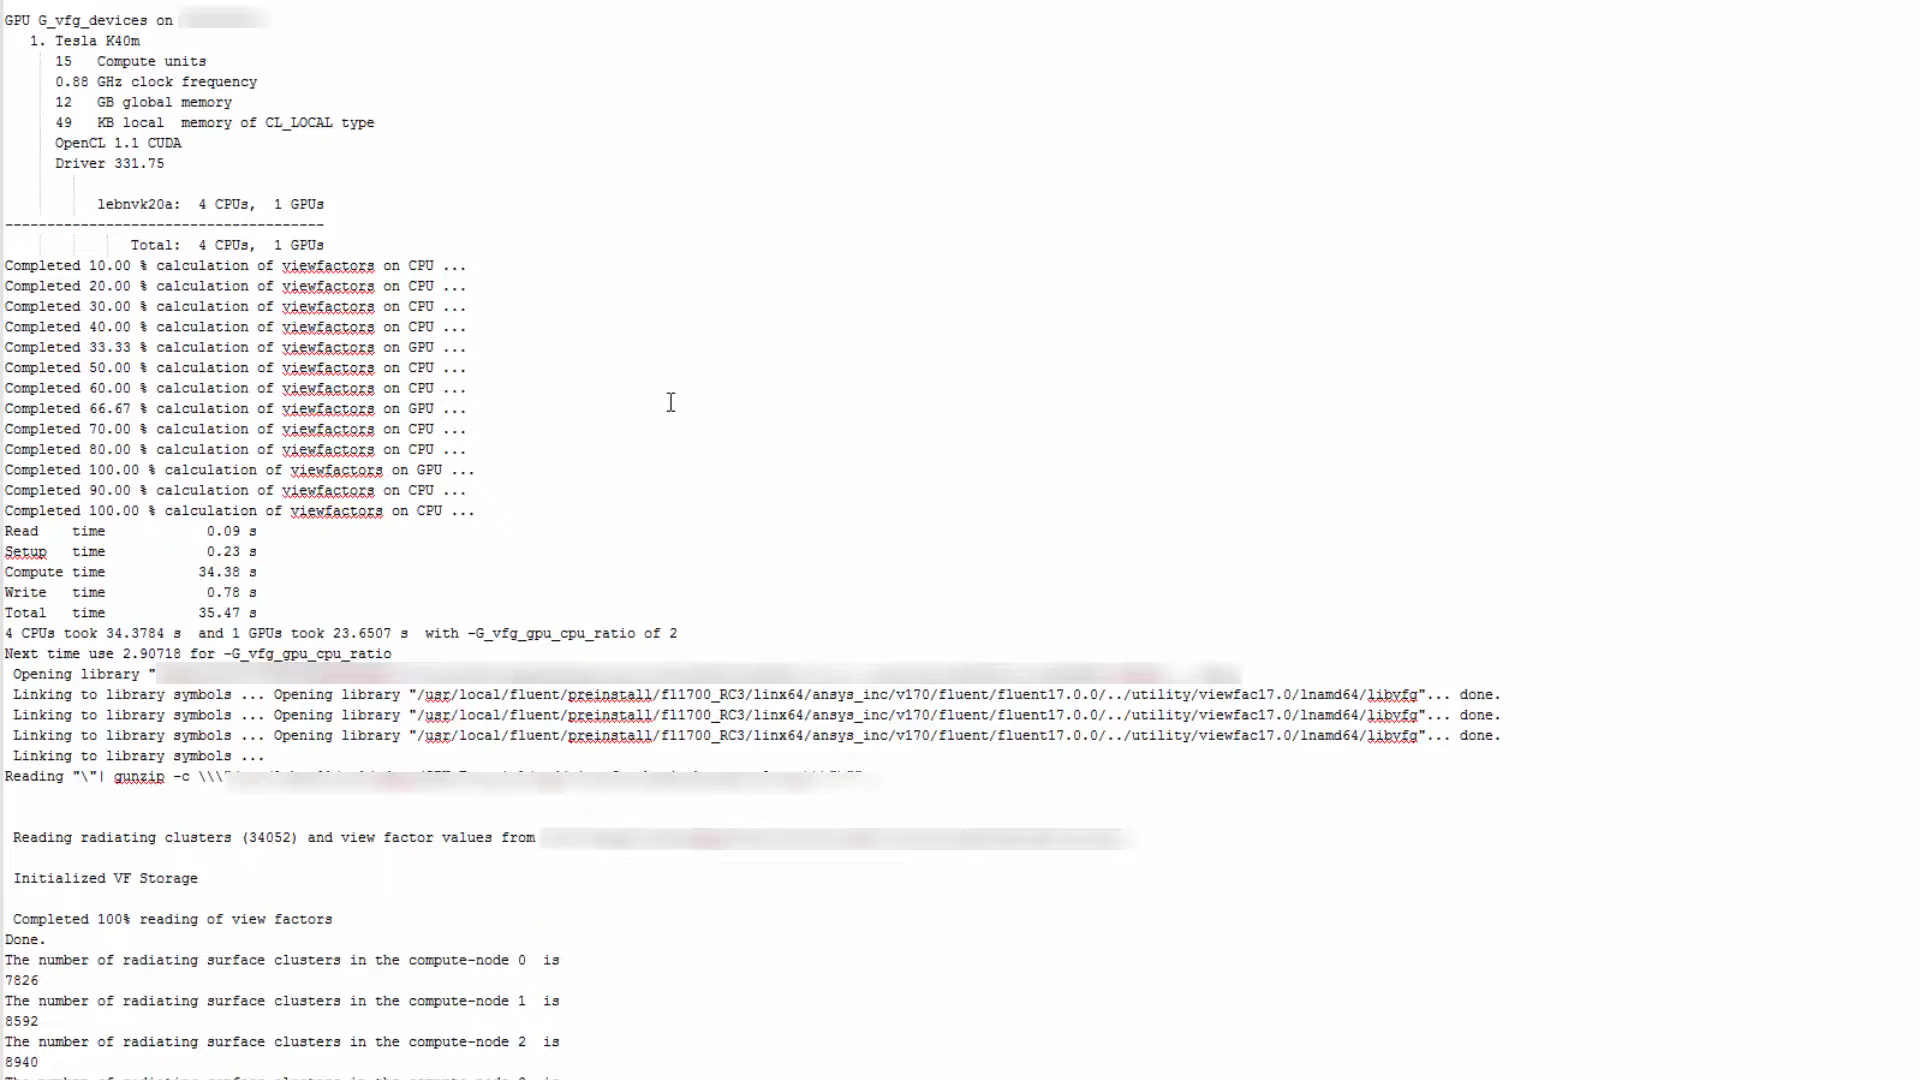 GPU G_vfg_devices on
1. Tesla K40m
15 Compute units
0.88 GHz clock frequency
12 GB global memory
49 KB local memory of CL_LOCAL type
OpenCL 1.1 CUDA
Driver 331.75
lebnvk20a: 4 CPUs, 1 GPUs
--------------------------------------
Total: 4 CPUs, 1 GPUs
Completed 10.00 % calculation of viewfactors on CPU ...
Completed 20.00 % calculation of viewfactors on CPU ...
Completed 30.00 % calculation of viewfactors on CPU ...
Completed 40.00 % calculation of viewfactors on CPU ...
Completed 33.33 % calculation of viewfactors on GPU ...
Completed 50.00 % calculation of viewfactors on CPU ...
Completed 60.00 % calculation of viewfactors on CPU ...
Completed 66.67 % calculation of viewfactors on GPU ...
Completed 70.00 % calculation of viewfactors on CPU ...
Completed 80.00 % calculation of viewfactors on CPU ...
Completed 100.00 % calculation of viewfactors on GPU ...
Completed 90.00 % calculation of viewfactors on CPU ...
Completed 100.00 % calculation of viewfactors on CPU ...
Read time 0.09 s
Setup time 0.23 s
Compute time 34.38 s
Write time 0.78 s
Total time 35.47 s
4 CPUs took 34.3784 s and 1 GPUs took 23.6507 s with -G_vfg_gpu_cpu_ratio of 2
Next time use 2.90718 for -G_vfg_gpu_cpu_ratio
Opening library "
Linking to library symbols ... Opening library "/usr/local/fluent/preinstall/fl1700_RC3/linx64/ansys_inc/v170/fluent/fluent17.0.0/../utility/viewfac17.0/lnamd64/libvfg"... done.
Linking to library symbols ... Opening library "/usr/local/fluent/preinstall/fl1700_RC3/linx64/ansys_inc/v170/fluent/fluent17.0.0/../utility/viewfac17.0/lnamd64/libvfg"... done.
Linking to library symbols ... Opening library "/usr/local/fluent/preinstall/fl1700_RC3/linx64/ansys_inc/v170/fluent/fluent17.0.0/../utility/viewfac17.0/lnamd64/libvfg"... done.
Linking to library symbols ...
Reading "\"| gunzip -c \\\"
Reading radiating clusters (34052) and view factor values from
Initialized VF Storage
Completed 100% reading of view factors
Done.
The number of radiating surface clusters in the compute-node 0 is
7826
The number of radiating surface clusters in the compute-node 1 is
8592
The number of radiating surface clusters in the compute-node 2 is
8940